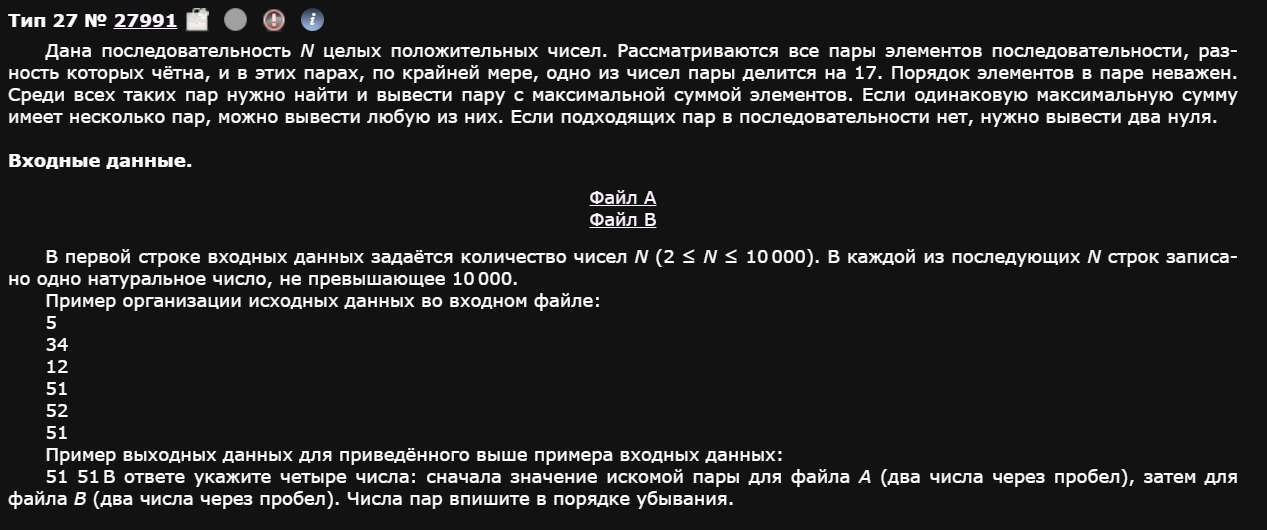 Тип 27 № 27991
Дана последовательность N целых положительных чисел. Рассматриваются все пары элементов последовательности, раз-
ность которых чётна, и в этих парах, по крайней мере, одно из чисел пары делится на 17. Порядок элементов в паре неважен.
Среди всех таких пар нужно найти и вывести пару с максимальной суммой элементов. Если одинаковую максимальную сумму
имеет несколько пар, можно вывести любую из них. Если подходящих пар в последовательности нет, нужно вывести два нуля.
Входные данные.
Файл A
Файл B
В первой строке входных данных задаётся количество чисел N (2 ≤ N ≤ 10 000). В каждой из последующих N строк записа-
но одно натуральное число, не превышающее 10 000.
Пример организации исходных данных во входном файле:
5
34
12
51
52
51
Пример выходных данных для приведённого выше примера входных данных:
51 51 В ответе укажите четыре числа: сначала значение искомой пары для файла A (два числа через пробел), затем для
файла B (два числа через пробел). Числа пар впишите в порядке убывания.